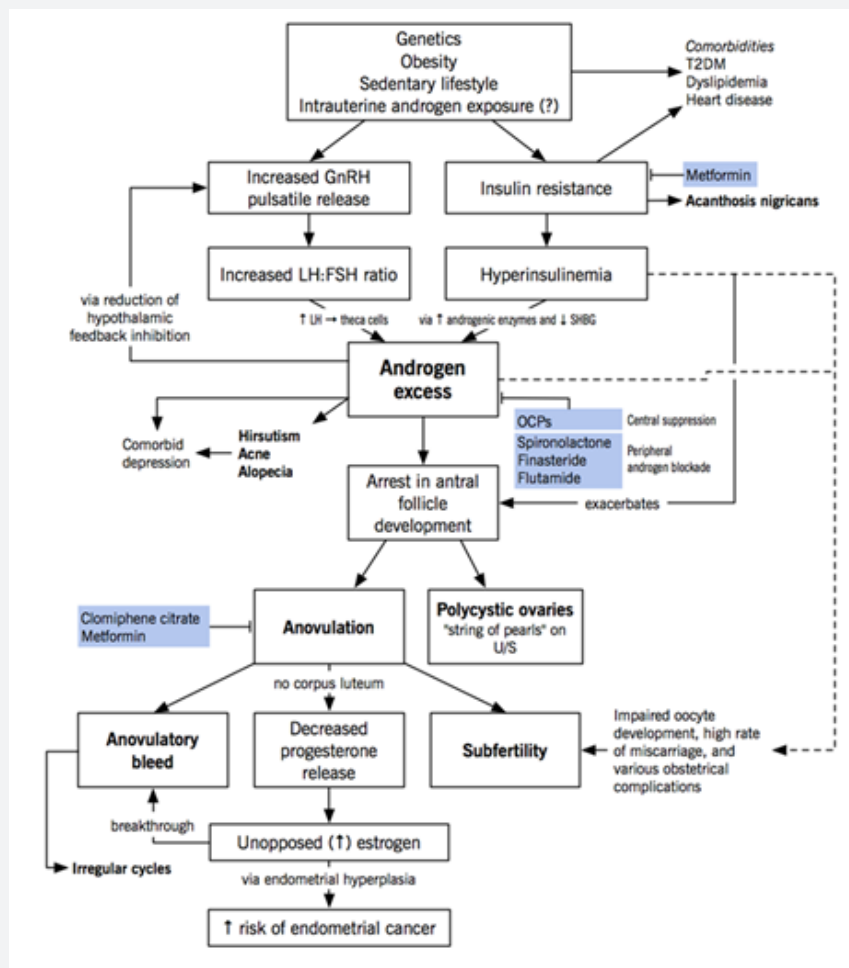 Genetics
Obesity
Sedentary lifestyle
Intrauterine androgen exposure (?)
Comorbidities
T2DM
Dyslipidemia
Heart disease
Increased GnRH
pulsatile release
Insulin resistance
Metformin
Acanthosis nigricans
Increased LH:FSH ratio
Hyperinsulinemia
via reduction of
hypothalamic
feedback inhibition
↑ LH → theca cells
via ↑ androgenic enzymes and ↓ SHBG
Androgen
excess
OCPs
Central suppression
Spironolactone
Finasteride
Flutamide
Peripheral
androgen blockade
Comorbid
depression
Hirsutism
Acne
Alopecia
Arrest in antral
follicle
development
exacerbates
Clomiphene citrate
Metformin
Anovulation
Polycystic ovaries
"string of pearls" on
U/S
no corpus luteum
Anovulatory
bleed
Decreased
progesterone
release
Subfertility
Impaired oocyte
development, high rate
of miscarriage, and
various obstetrical
complications
breakthrough
Unopposed (↑) estrogen
Irregular cycles
via endometrial hyperplasia
↑ risk of endometrial cancer